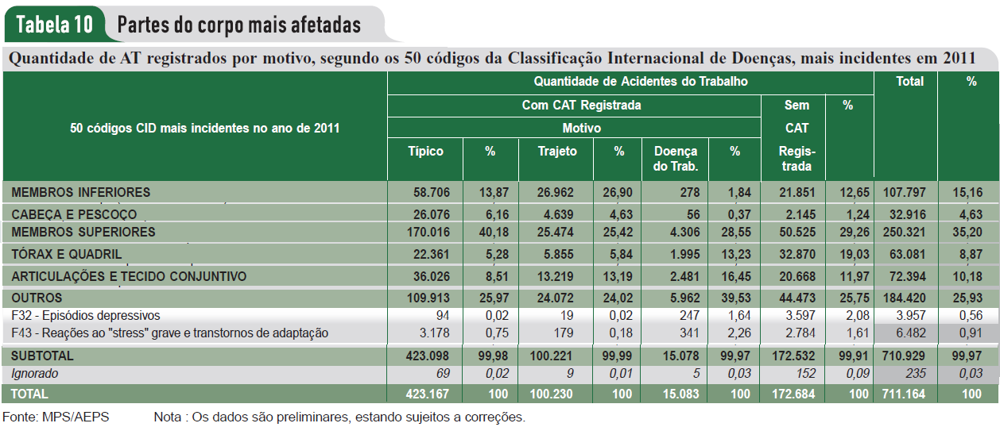 Tabela 10 Partes do corpo mais afetadas
Quantidade de AT registrados por motivo, segundo os 50 códigos da Classificação Internacional de Doenças, mais incidentes em 2011
50 códigos CID mais incidentes no ano de 2011
Quantidade de Acidentes do Trabalho
Com CAT Registrada
Motivo
Típico % Trajeto % Doença do Trab. %
Sem CAT Regis-trada
%
Total
%
MEMBROS INFERIORES 58.706 13,87 26.962 26,90 278 1,84 21.851 12,65 107.797 15,16
CABEÇA E PESCOÇO 26.076 6,16 4.639 4,63 56 0,37 2.145 1,24 32.916 4,63
MEMBROS SUPERIORES 170.016 40,18 25.474 25,42 4.306 28,55 50.525 29,26 250.321 35,20
TÓRAX E QUADRIL 22.361 5,28 5.855 5,84 1.995 13,23 32.870 19,03 63.081 8,87
ARTICULAÇÕES E TECIDO CONJUNTIVO 36.026 8,51 13.219 13,19 2.481 16,45 20.668 11,97 72.394 10,18
OUTROS 109.913 25,97 24.072 24,02 5.962 39,53 44.473 25,75 184.420 25,93
F32 - Episódios depressivos 94 0,02 19 0,02 247 1,64 3.597 2,08 3.957 0,56
F43 - Reações ao "stress" grave e transtornos de adaptação 3.178 0,75 179 0,18 341 2,26 2.784 1,61 6.482 0,91
SUBTOTAL 423.098 99,98 100.221 99,99 15.078 99,97 172.532 99,91 710.929 99,97
Ignorado 69 0,02 9 0,01 5 0,03 152 0,09 235 0,03
TOTAL 423.167 100 100.230 100 15.083 100 172.684 100 711.164 100
Fonte: MPS/AEPS Nota : Os dados são preliminares, estando sujeitos a correções.